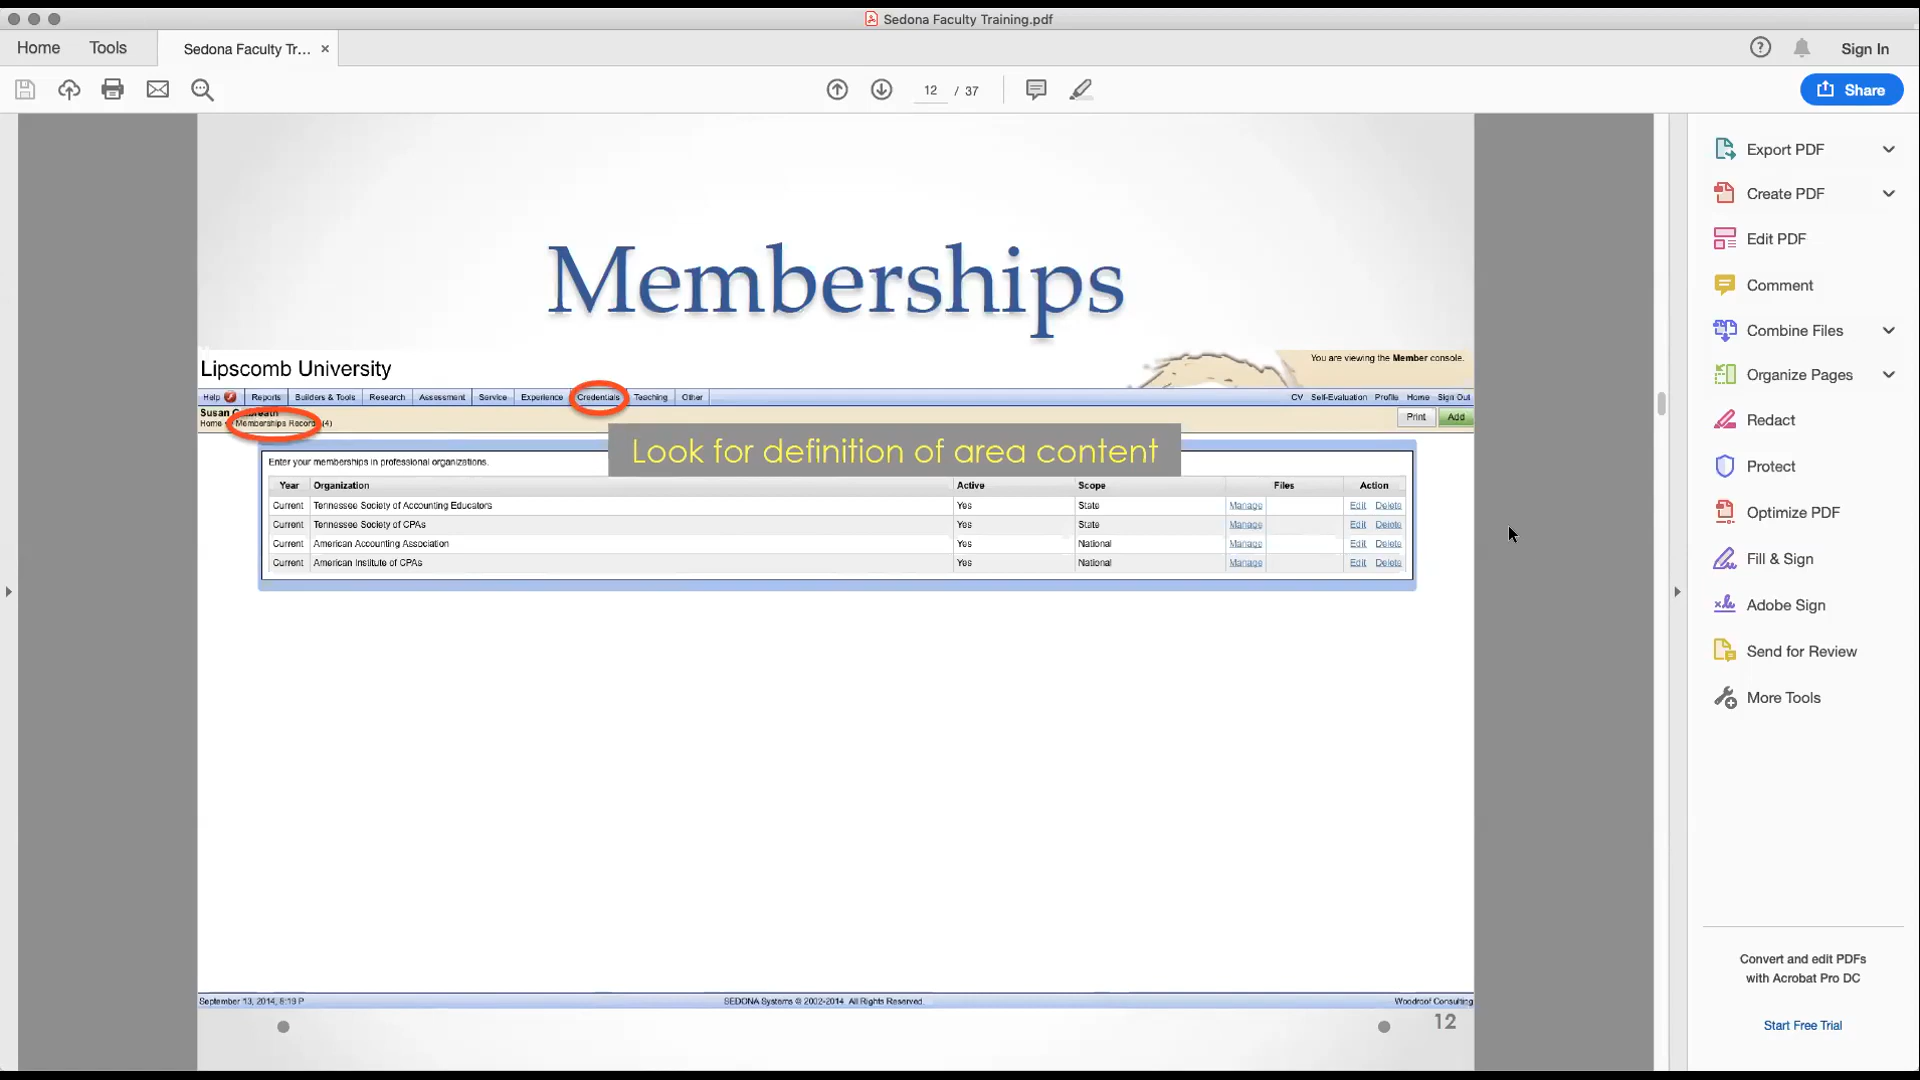 Sedona Faculty Training.pdf
Home Tools Sedona Faculty Tr... ×
Sign In
12 / 37
Share
Memberships
Lipscomb University
You are viewing the Member console.
Help Reports Builders & Tools Research Assessment Service Experience Credentials Teaching Other CV Self-Evaluation Profile Home Sign Out
Susan Galbreath
Home Memberships Record (4)
Print Add
Look for definition of area content
Enter your memberships in professional organizations.
Year Organization Active Scope Files Action
Current Tennessee Society of Accounting Educators Yes State Manage Edit Delete
Current Tennessee Society of CPAs Yes State Manage Edit Delete
Current American Accounting Association Yes National Manage Edit Delete
Current American Institute of CPAs Yes National Manage Edit Delete
September 13, 2014, 8:19 P SEDONA Systems © 2002-2014 All Rights Reserved. Woodroof Consulting
12
Export PDF
Create PDF
Edit PDF
Comment
Combine Files
Organize Pages
Redact
Protect
Optimize PDF
Fill & Sign
Adobe Sign
Send for Review
More Tools
Convert and edit PDFs
with Acrobat Pro DC
Start Free Trial